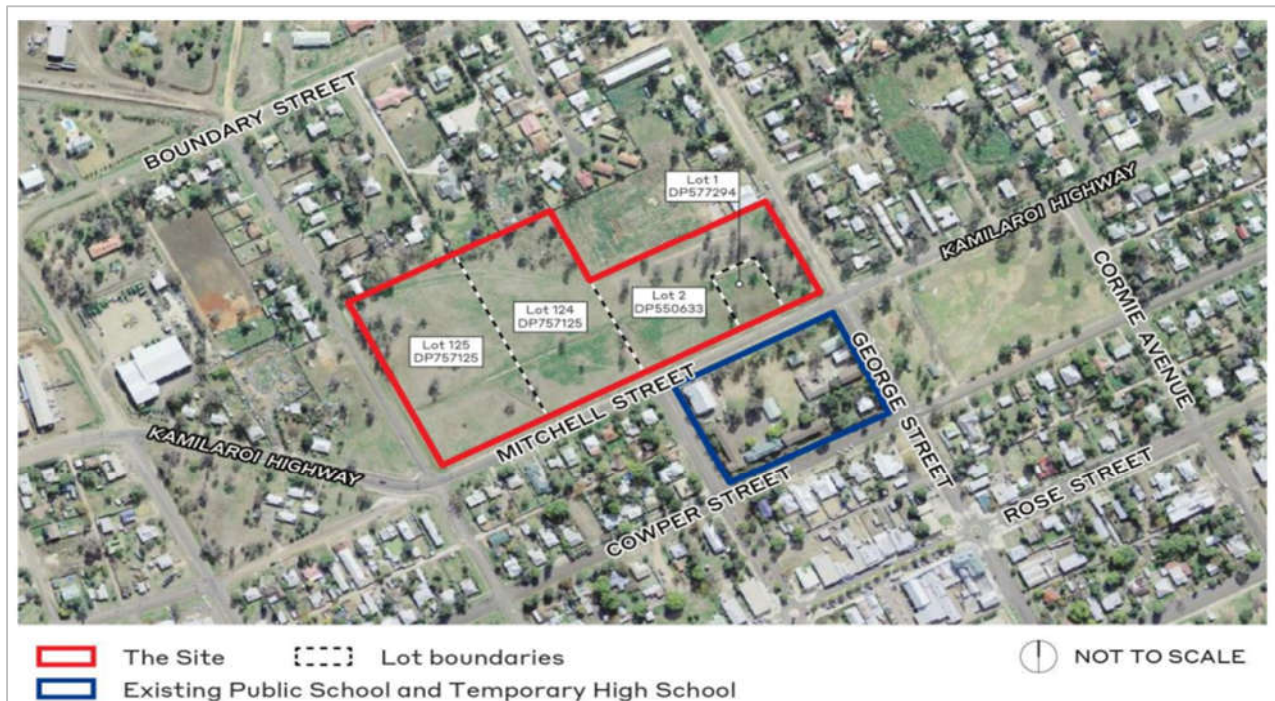 BOUNDARY STREET
Lot 1
DP577294
KAMILAROI HIGHWAY
CORMIE AVENUE
Lot 2
DP550633
Lot 124
DP757125
Lot 125
DP757125
MITCHELL STREET
GEORGE STREET
KAMILAROI HIGHWAY
COWPER STREET
ROSE STREET
The Site
Lot boundaries
NOT TO SCALE
Existing Public School and Temporary High School